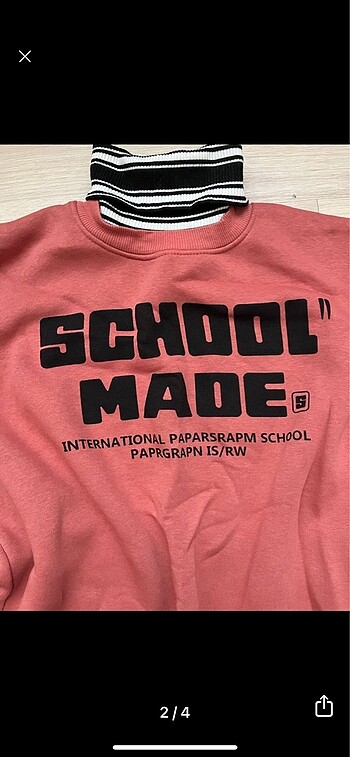 SCHOOL"
MADE S
INTERNATIONAL PAPARSRAPM SCHOOL
PAPRGRAPN IS/RW
2/4